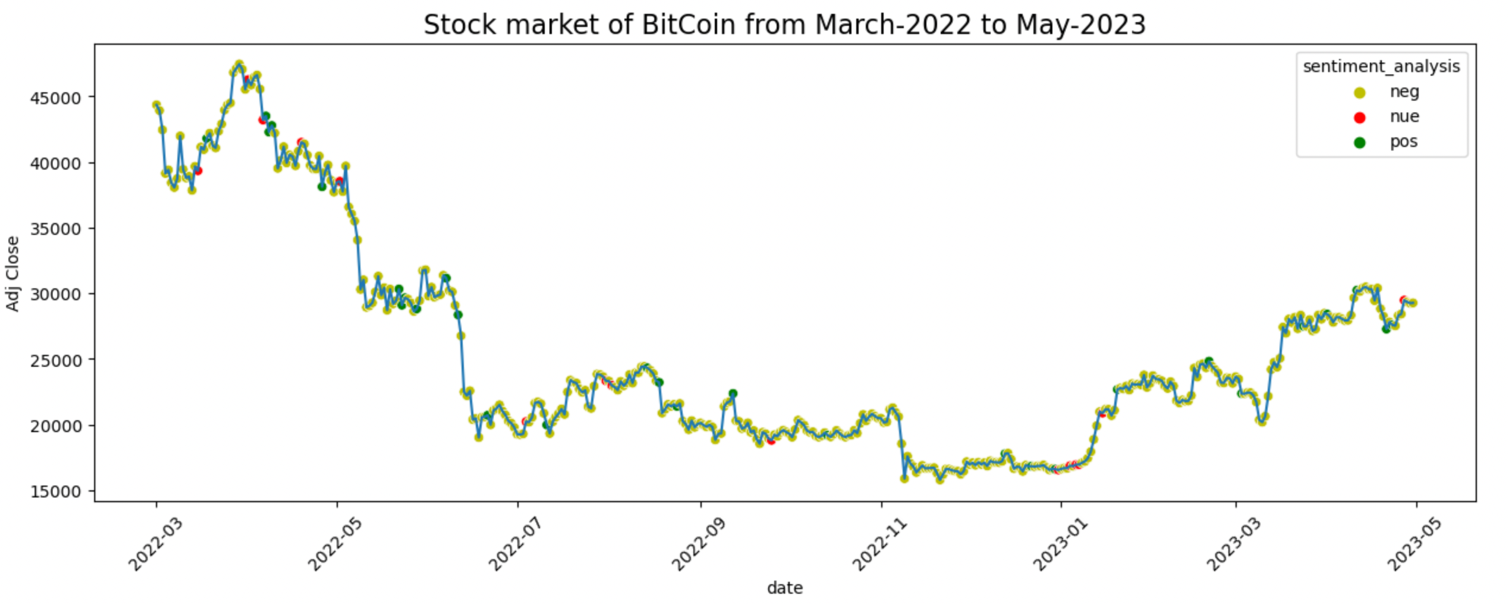 Stock market of BitCoin from March-2022 to May-2023
sentiment_analysis
neg
nue
pos
Adj Close
45000
40000
35000
30000
25000
20000
15000
2022-03
2022-05
2022-07
2022-09
2022-11
2023-01
2023-03
2023-05
date